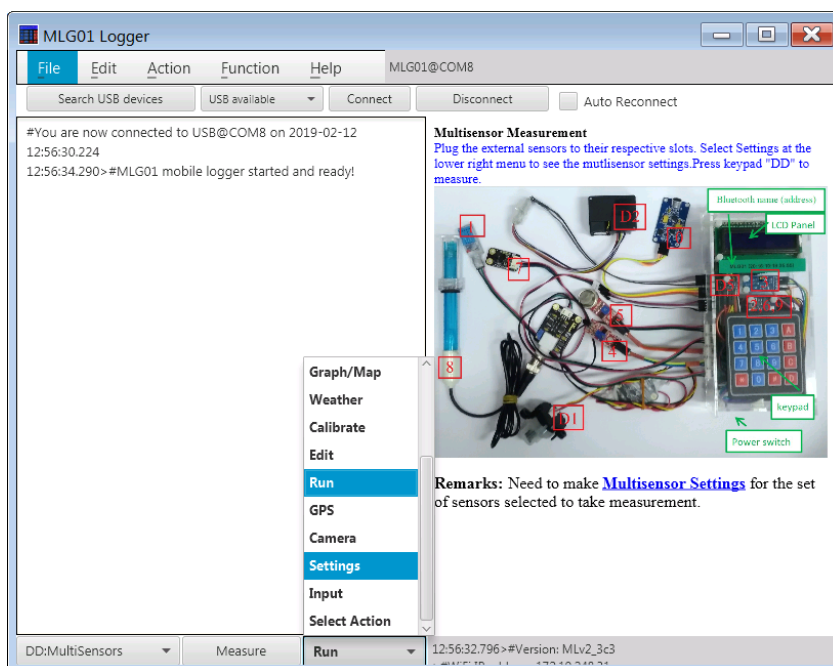 MLG01 Logger
File Edit Action Function Help MLG01@COM8
Search USB devices USB available Connect Disconnect Auto Reconnect
#You are now connected to USB@COM8 on 2019-02-12
12:56:30.224
12:56:34.290>#MLG01 mobile logger started and ready!
Multisensor Measurement
Plug the external sensors to their respective slots. Select Settings at the
lower right menu to see the mutlisensor settings.Press keypad "DD" to
measure.
Bluetooth name (address)
LCD Panel
D2
8
4
D1
1 2 3 A
4 5 6 B
7 8 9 C
* 0 # D
keypad
Power switch
Remarks: Need to make Multisensor Settings for the set
of sensors selected to take measurement.
Graph/Map
Weather
Calibrate
Edit
Run
GPS
Camera
Settings
Input
Select Action
DD:MultiSensors Measure Run
12:56:32.796>#Version: MLv2_3c3